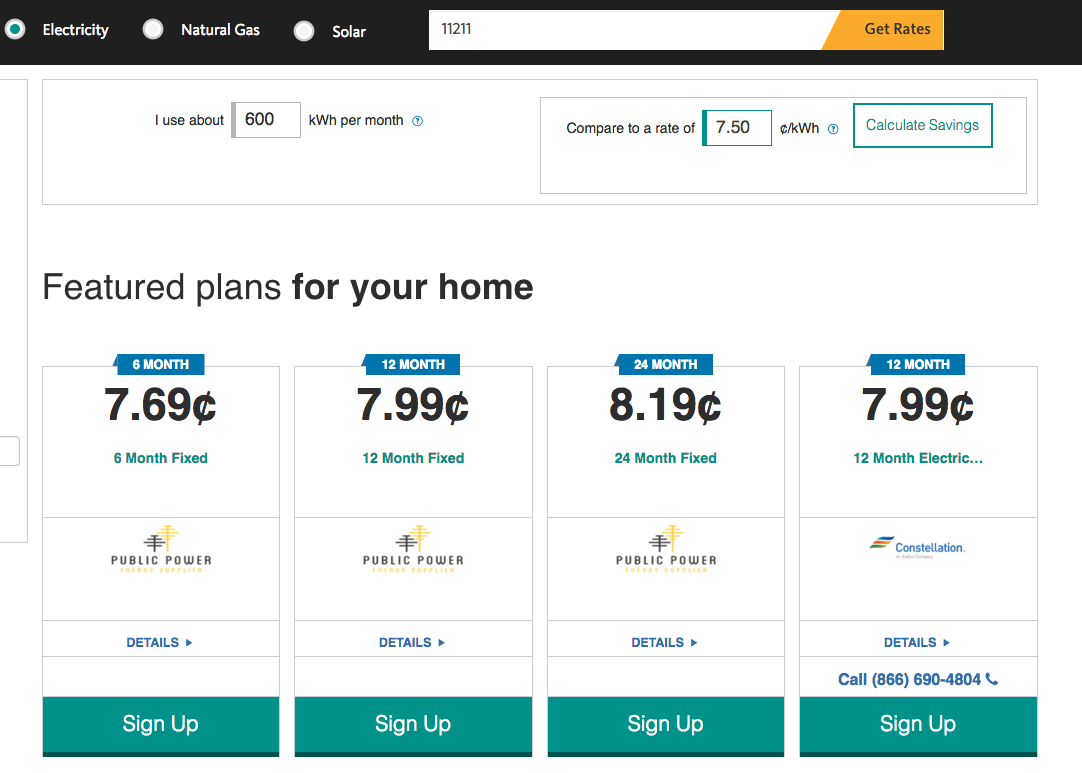 Electricity Natural Gas Solar 11211 Get Rates
I use about 600 kWh per month ?
Compare to a rate of 7.50 ¢/kWh ? Calculate Savings
Featured plans for your home
6 MONTH
7.69¢
6 Month Fixed
PUBLIC POWER
ENERGY SUPPLIER
DETAILS
Sign Up
12 MONTH
7.99¢
12 Month Fixed
PUBLIC POWER
ENERGY SUPPLIER
DETAILS
Sign Up
24 MONTH
8.19¢
24 Month Fixed
PUBLIC POWER
ENERGY SUPPLIER
DETAILS
Sign Up
12 MONTH
7.99¢
12 Month Electric...
Constellation.
An Exelon Company
DETAILS
Call (866) 690-4804
Sign Up